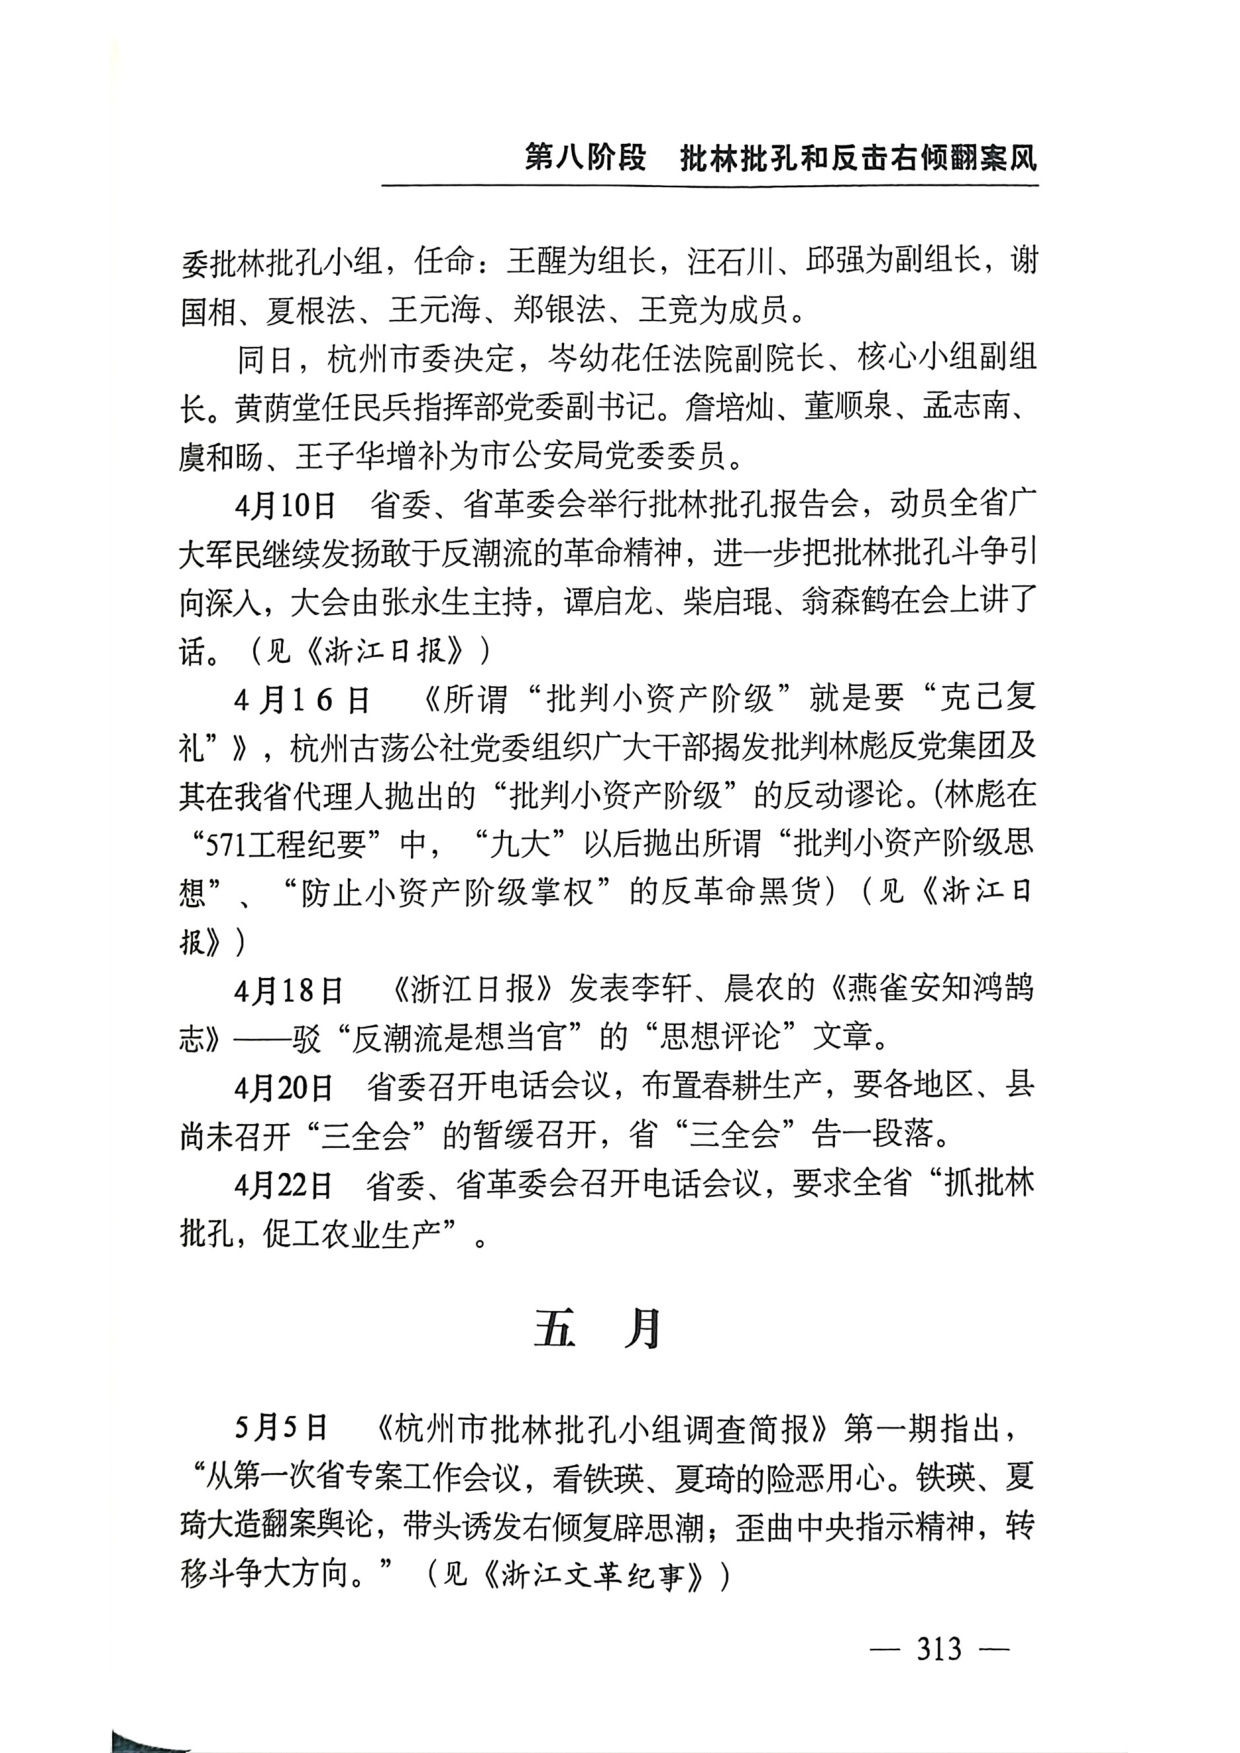 第八阶段　批林批孔和反击右倾翻案风
委批林批孔小组，任命：王醒为组长，汪石川、邱强为副组长，谢
国相、夏根法、王元海、郑银法、王竞为成员。
同日，杭州市委决定，岑幼花任法院副院长、核心小组副组
长。黄荫堂任民兵指挥部党委副书记。詹培灿、董顺泉、孟志南、
虞和旸、王子华增补为市公安局党委委员。
4月10日　省委、省革委会举行批林批孔报告会，动员全省广
大军民继续发扬敢于反潮流的革命精神，进一步把批林批孔斗争引
向深入，大会由张永生主持，谭启龙、柴启琨、翁森鹤在会上讲了
话。（见《浙江日报》）
4月16日　《所谓“批判小资产阶级”就是要“克己复
礼”》，杭州古荡公社党委组织广大干部揭发批判林彪反党集团及
其在我省代理人抛出的“批判小资产阶级”的反动谬论。（林彪在
“571工程纪要”中，“九大”以后抛出所谓“批判小资产阶级思
想”、“防止小资产阶级掌权”的反革命黑货）（见《浙江日
报》）
4月18日　《浙江日报》发表李轩、晨农的《燕雀安知鸿鹄
志》——驳“反潮流是想当官”的“思想评论”文章。
4月20日　省委召开电话会议，布置春耕生产，要各地区、县
尚未召开“三全会”的暂缓召开，省“三全会”告一段落。
4月22日　省委、省革委会召开电话会议，要求全省“抓批林
批孔，促工农业生产”。
五　月
5月5日　《杭州市批林批孔小组调查简报》第一期指出，
“从第一次省专案工作会议，看铁瑛、夏琦的险恶用心。铁瑛、夏
琦大造翻案舆论，带头诱发右倾复辟思潮；歪曲中央指示精神，转
移斗争大方向。”（见《浙江文革纪事》）
— 313 —